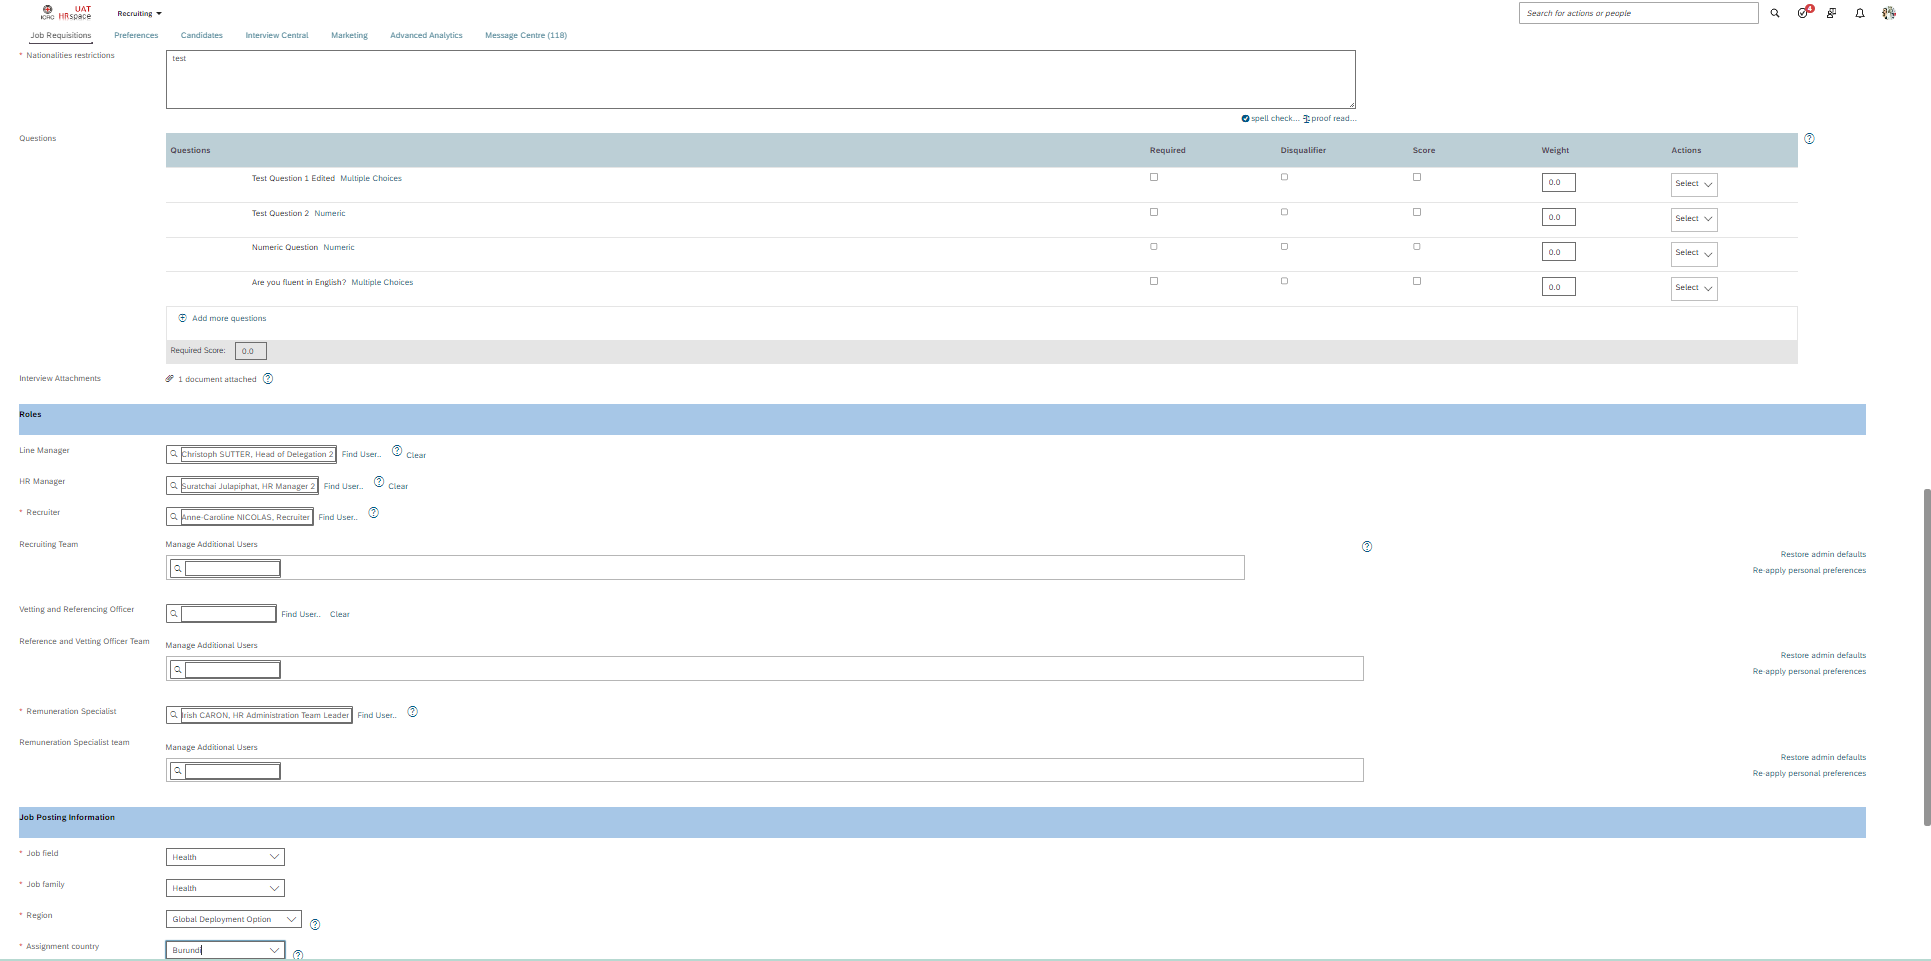 ICRC UAT HRspace Recruiting Search for actions or people 4
Job Requisitions Preferences Candidates Interview Central Marketing Advanced Analytics Message Centre (118)
* Nationalities restrictions test
spell check... proof read...
Questions
Questions Required Disqualifier Score Weight Actions
Test Question 1 Edited Multiple Choices 0.0 Select
Test Question 2 Numeric 0.0 Select
Numeric Question Numeric 0.0 Select
Are you fluent in English? Multiple Choices 0.0 Select
Add more questions
Required Score: 0.0
Interview Attachments 1 document attached
Roles
Line Manager Christoph SUTTER, Head of Delegation 2 Find User.. Clear
HR Manager Suratchai Julapiphat, HR Manager 2 Find User.. Clear
* Recruiter Anne-Caroline NICOLAS, Recruiter Find User..
Recruiting Team Manage Additional Users
Restore admin defaults
Re-apply personal preferences
Vetting and Referencing Officer Find User.. Clear
Reference and Vetting Officer Team Manage Additional Users
Restore admin defaults
Re-apply personal preferences
* Remuneration Specialist Irish CARON, HR Administration Team Leader Find User..
Remuneration Specialist team Manage Additional Users
Restore admin defaults
Re-apply personal preferences
Job Posting Information
* Job field Health
* Job family Health
* Region Global Deployment Option
* Assignment country Burundi